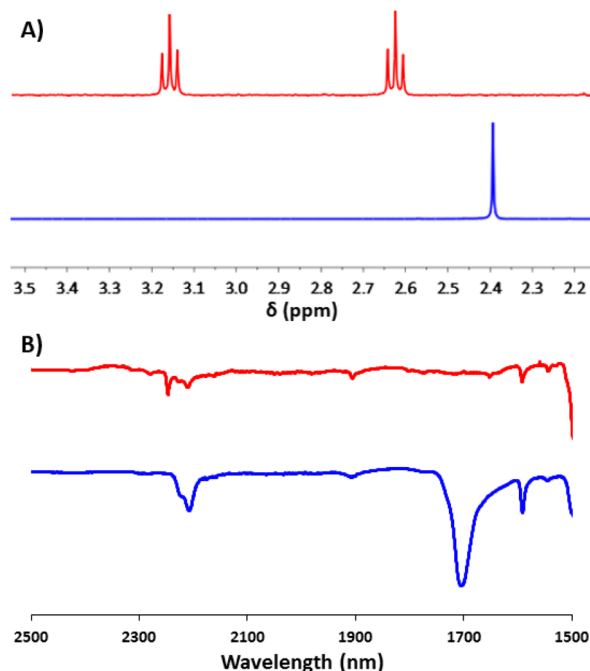 A)
3.5 3.4 3.3 3.2 3.1 3.0 2.9 2.8 2.7 2.6 2.5 2.4 2.3 2.2
δ (ppm)
B)
2500 2300 2100 1900 1700 1500
Wavelength (nm)